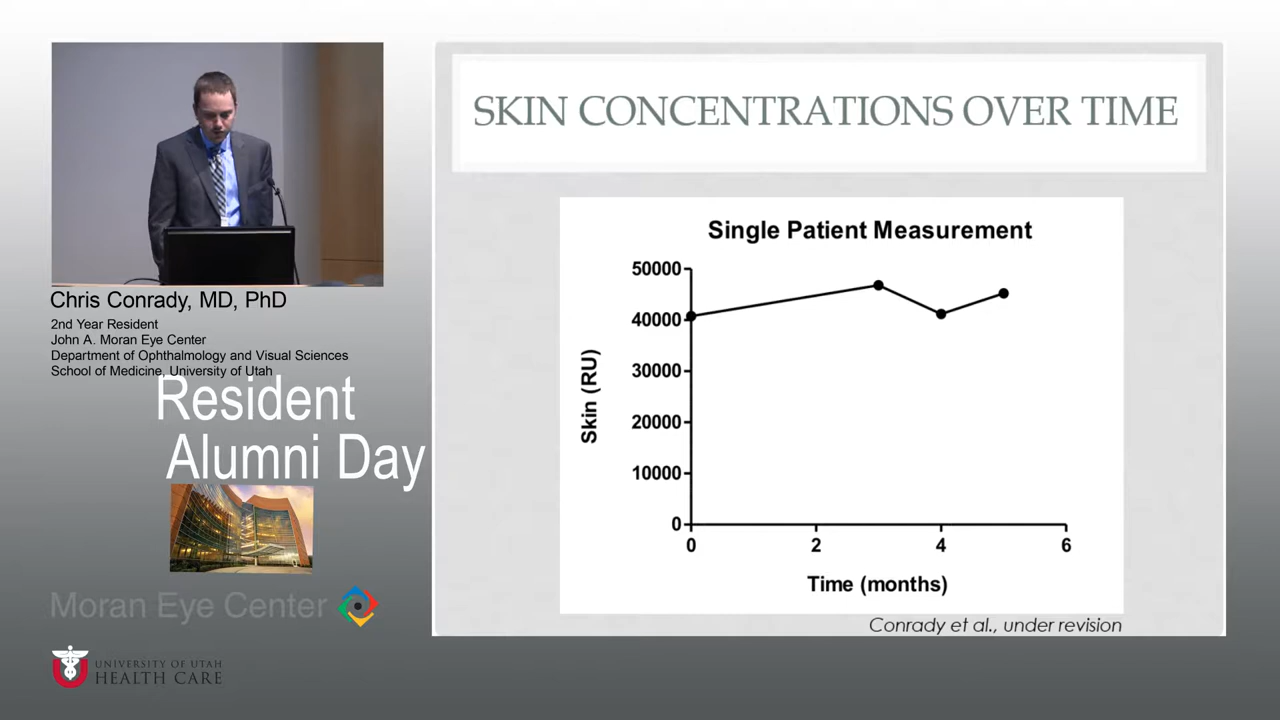 SKIN CONCENTRATIONS OVER TIME
Single Patient Measurement
50000
40000
30000
20000
10000
0
Skin (RU)
0 2 4 6
Time (months)
Conrady et al., under revision
Chris Conrady, MD, PhD
2nd Year Resident
John A. Moran Eye Center
Department of Ophthalmology and Visual Sciences
School of Medicine, University of Utah
Resident
Alumni Day
Moran Eye Center
UNIVERSITY OF UTAH
HEALTH CARE